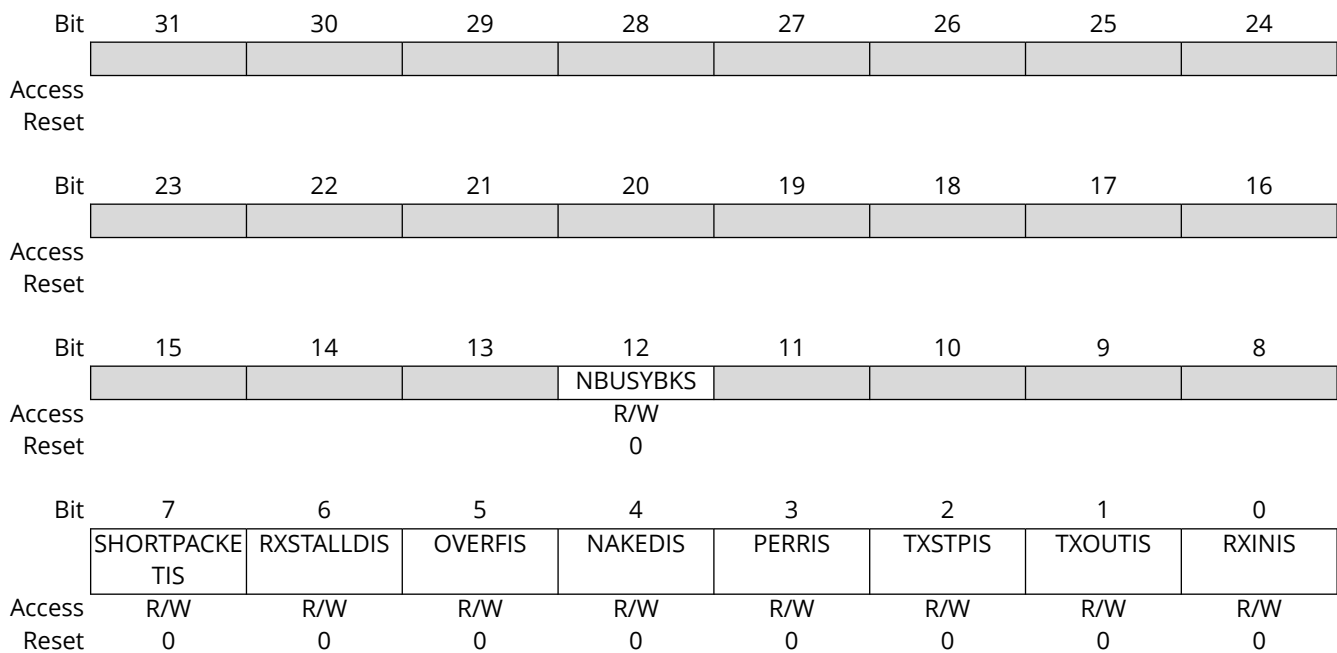 Bit 31 30 29 28 27 26 25 24
Access
Reset
Bit 23 22 21 20 19 18 17 16
Access
Reset
Bit 15 14 13 12 11 10 9 8
NBUSYBKS
Access R/W
Reset 0
Bit 7 6 5 4 3 2 1 0
SHORTPACKE RXSTALLDIS OVERFIS NAKEDIS PERRIS TXSTPIS TXOUTIS RXINIS
TIS
Access R/W R/W R/W R/W R/W R/W R/W R/W
Reset 0 0 0 0 0 0 0 0